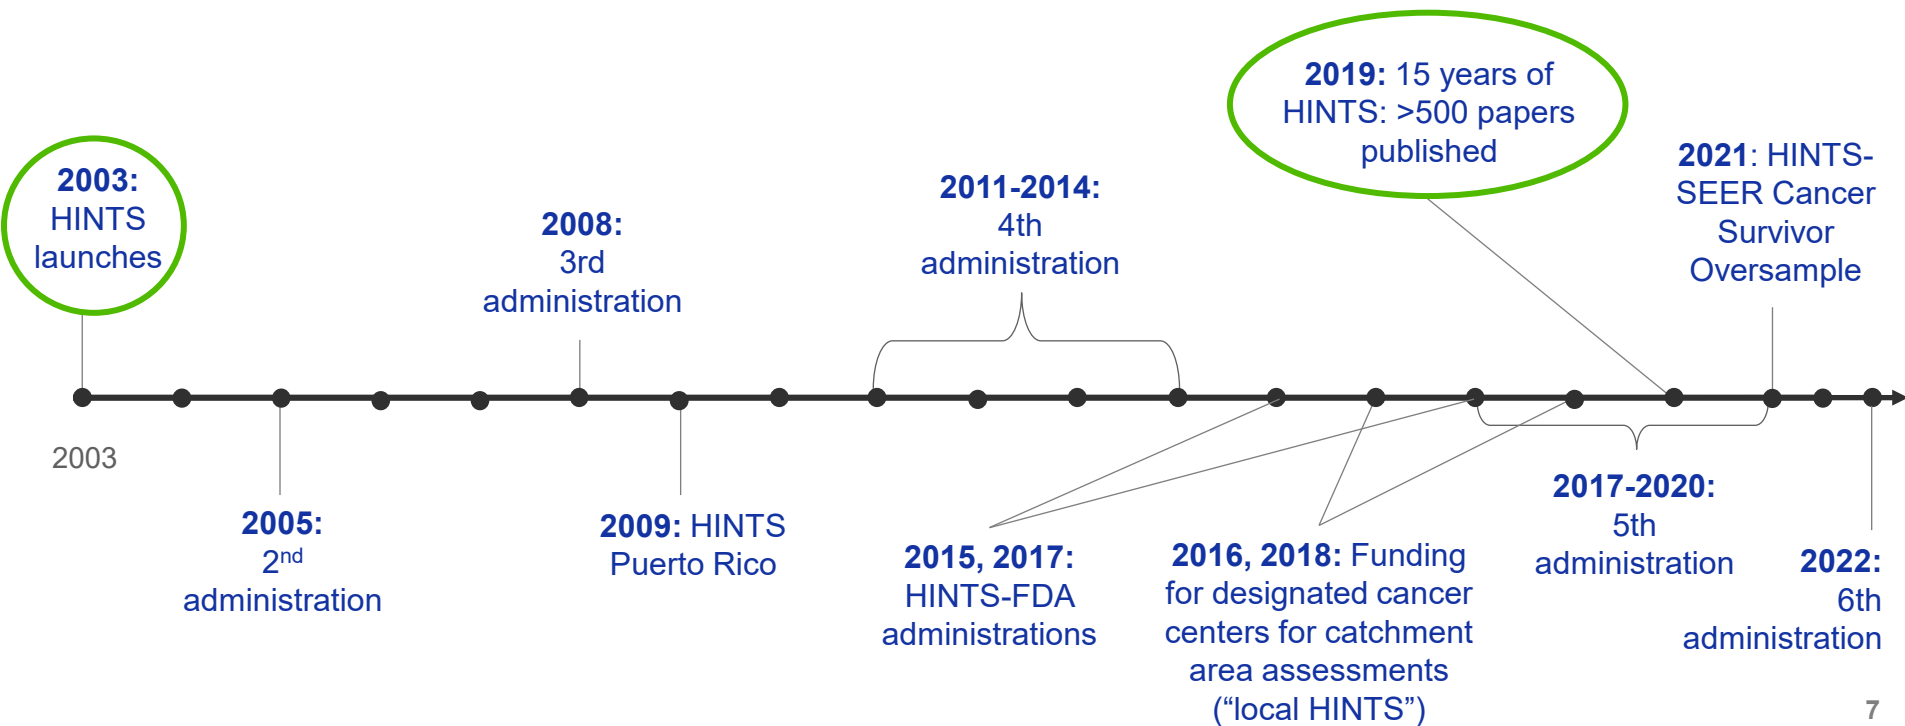 2003:
HINTS
launches
2008:
3rd
administration
2011-2014:
4th
administration
2019: 15 years of
HINTS: >500 papers
published
2021: HINTS-
SEER Cancer
Survivor
Oversample
2003
2005:
2nd
administration
2009: HINTS
Puerto Rico
2015, 2017:
HINTS-FDA
administrations
2016, 2018: Funding
for designated cancer
centers for catchment
area assessments
(“local HINTS”)
2017-2020:
5th
administration
2022:
6th
administration
7